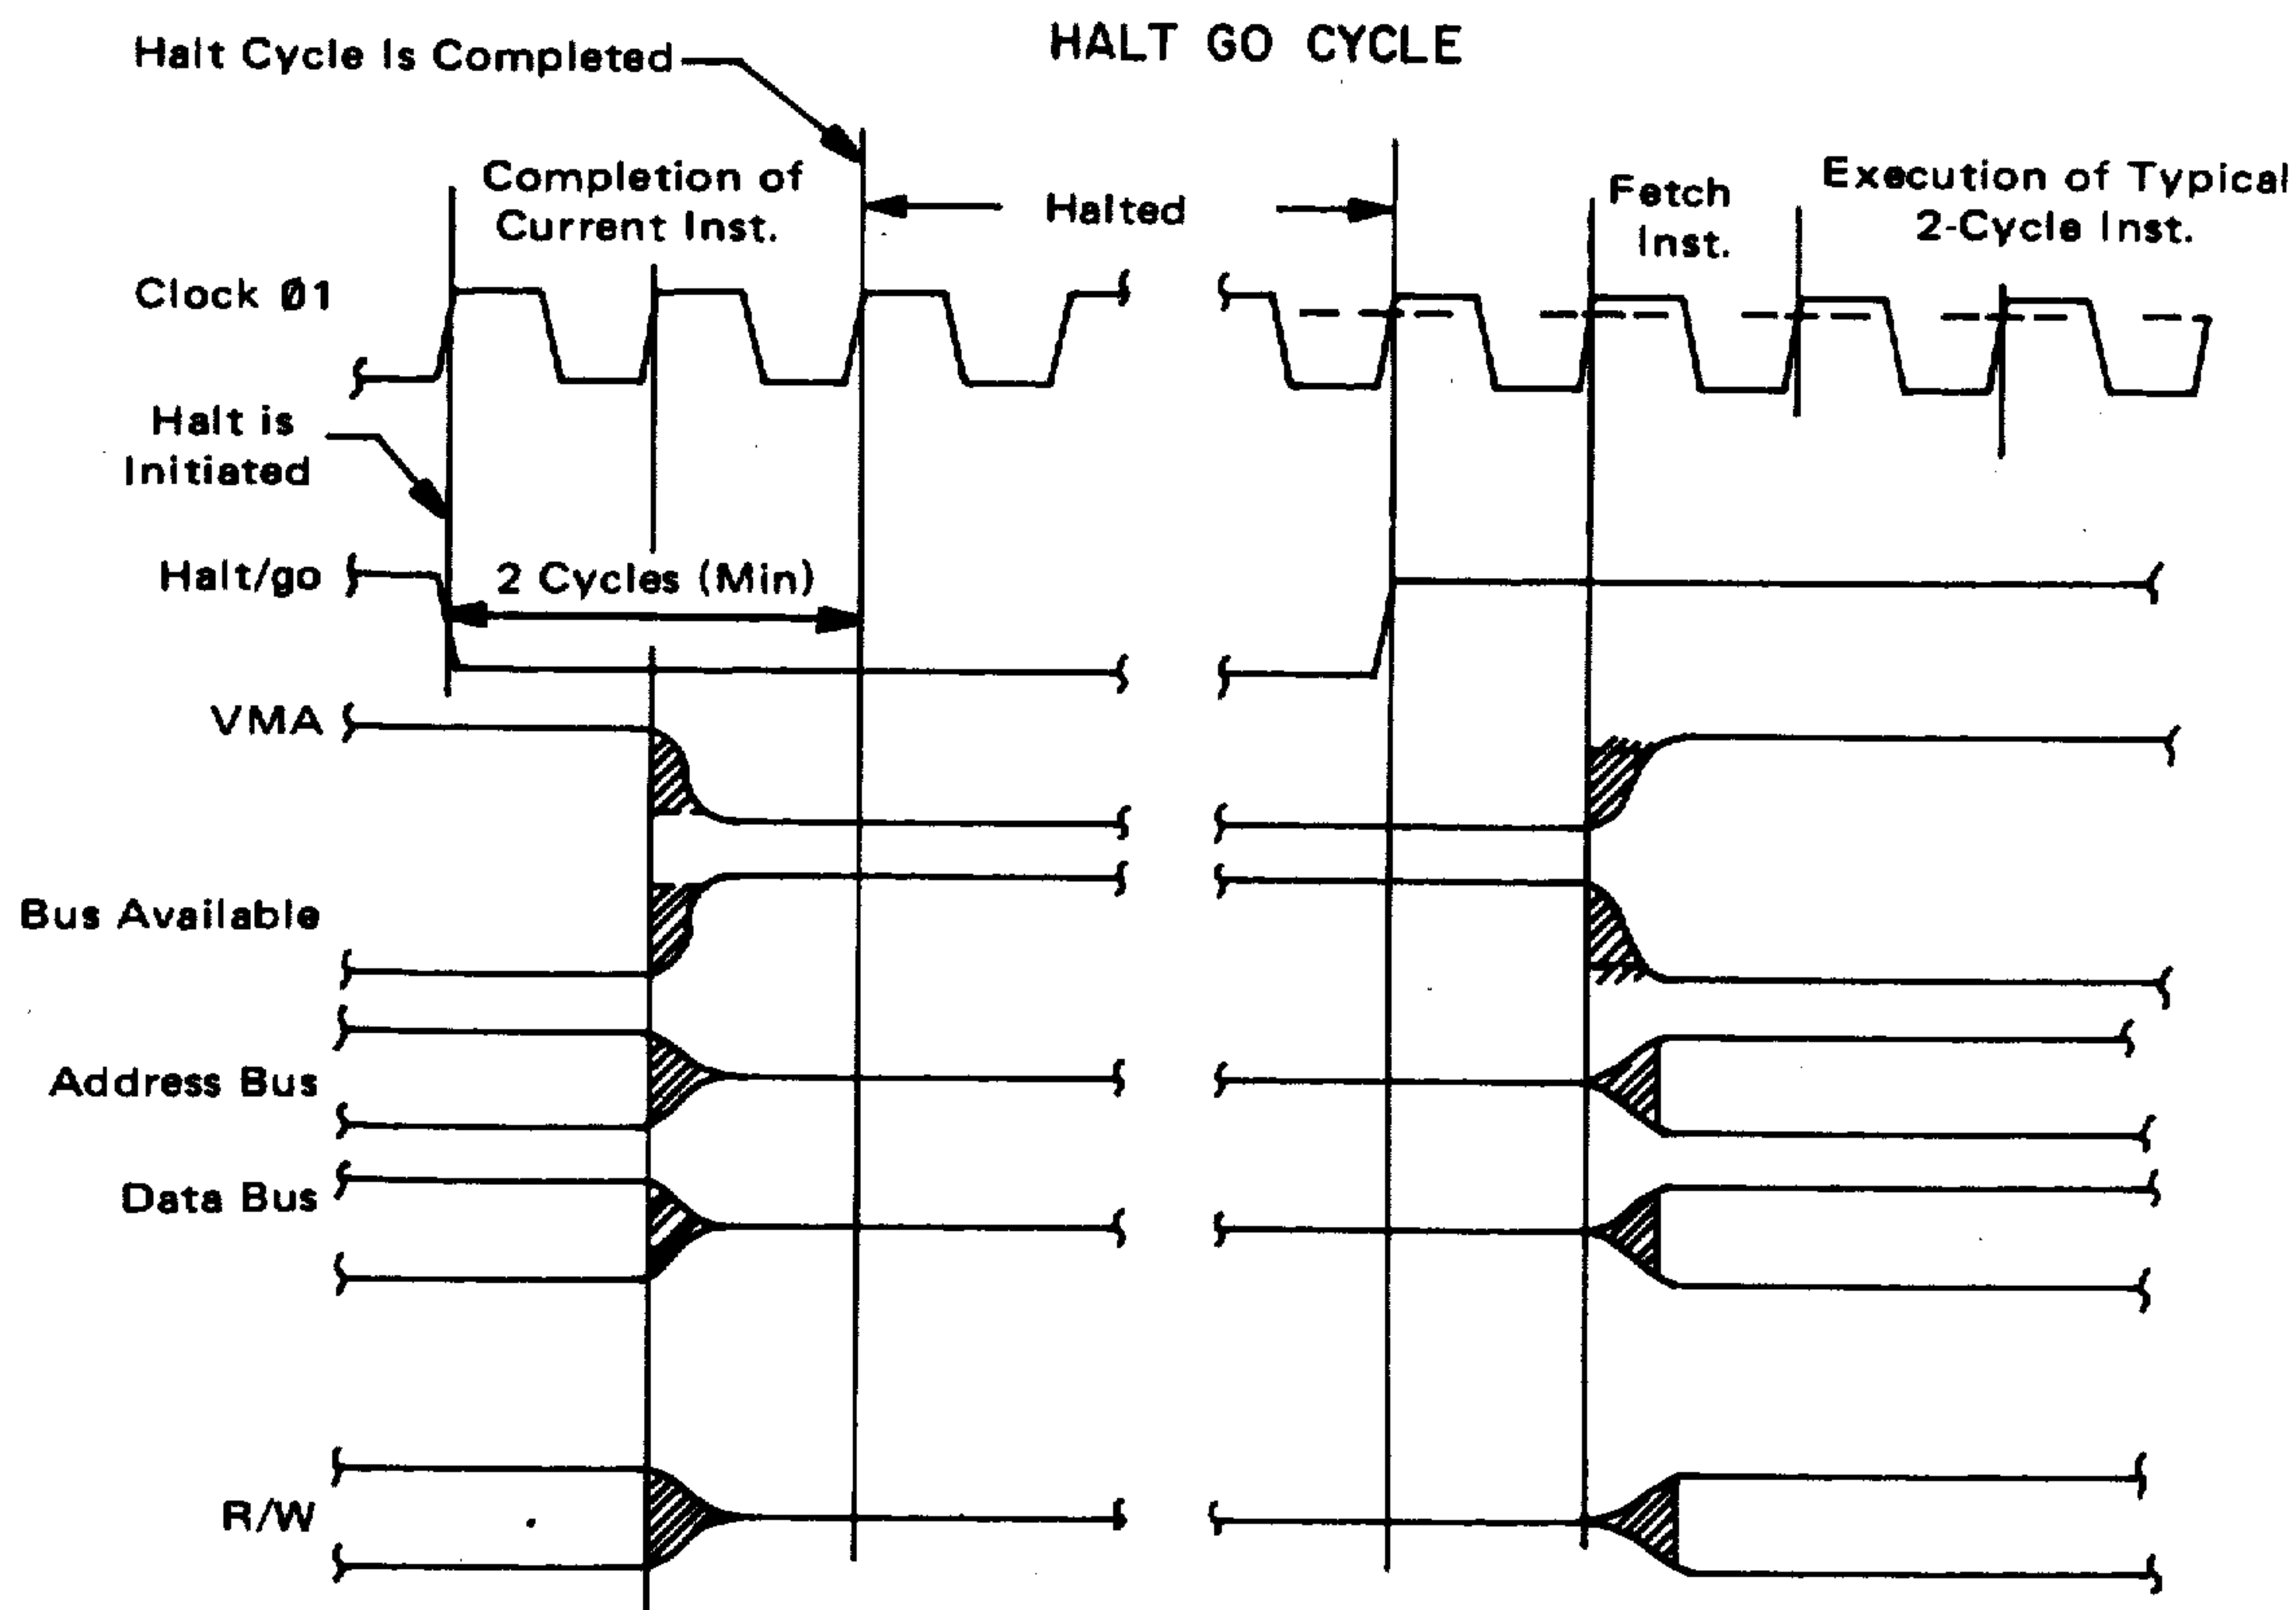 HALT GO CYCLE
Halt Cycle Is Completed
Completion of
Current Inst.
Halted
Fetch
Inst.
Execution of Typical
2-Cycle Inst.
Clock Ø1
Halt is
Initiated
Halt/go
2 Cycles (Min)
VMA
Bus Available
Address Bus
Data Bus
R/W